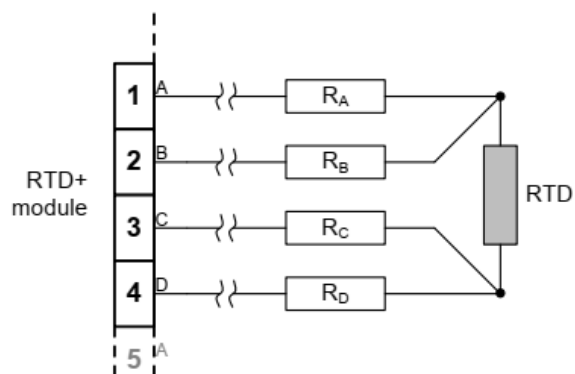 1 A R_A
2 B R_B
RTD+
module
RTD
3 C R_C
4 D R_D
5 A